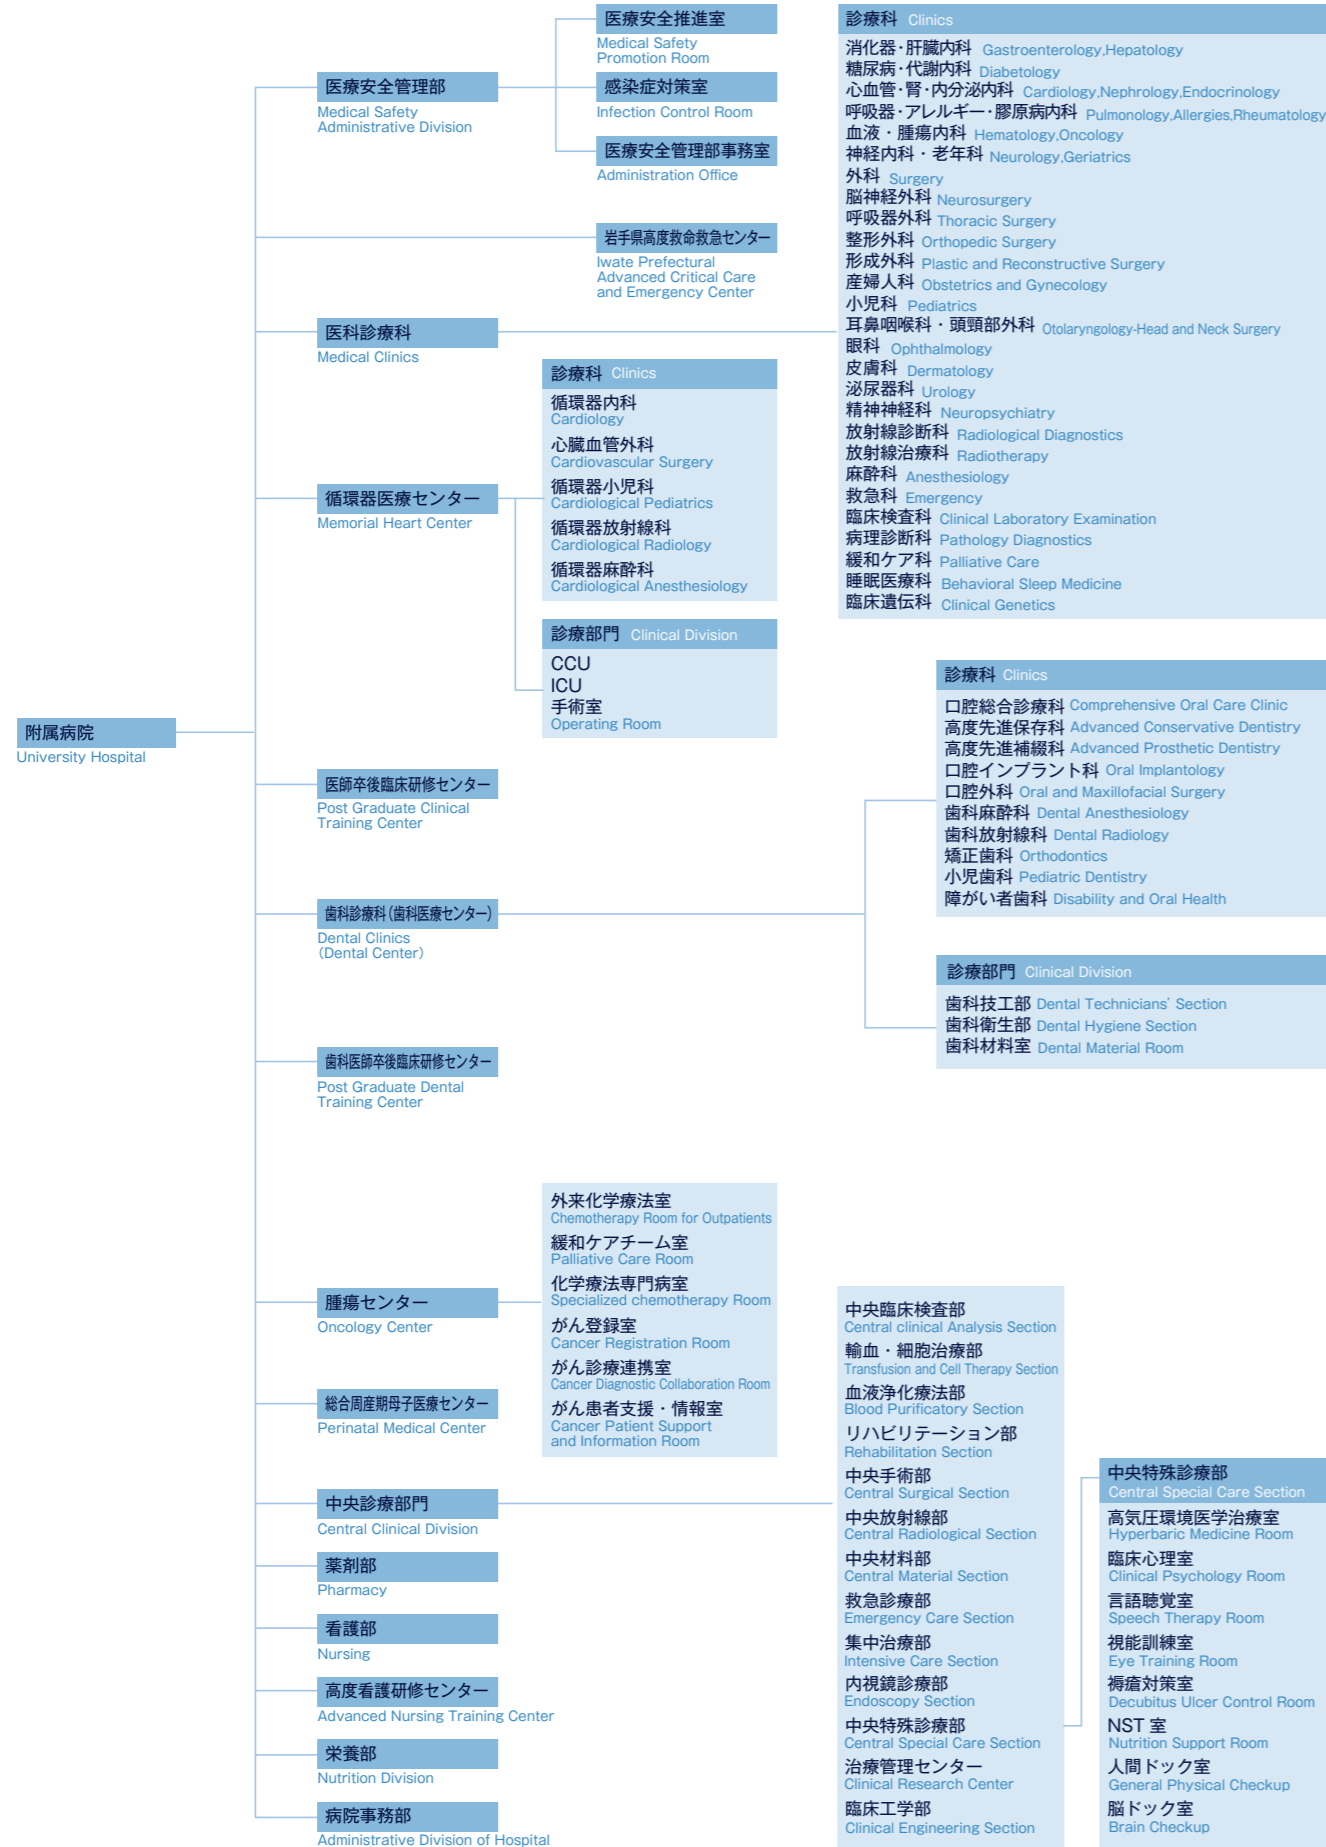 附属病院
University Hospital
医療安全管理部
Medical Safety
Administrative Division
医療安全推進室
Medical Safety
Promotion Room
感染症対策室
Infection Control Room
医療安全管理部事務室
Administration Office
岩手県高度救命救急センター
Iwate Prefectural
Advanced Critical Care
and Emergency Center
医科診療科
Medical Clinics
診療科 Clinics
消化器・肝臓内科 Gastroenterology,Hepatology
糖尿病・代謝内科 Diabetology
心血管・腎・内分泌内科 Cardiology,Nephrology,Endocrinology
呼吸器・アレルギー・膠原病内科 Pulmonology,Allergies,Rheumatology
血液・腫瘍内科 Hematology,Oncology
神経内科・老年科 Neurology,Geriatrics
外科 Surgery
脳神経外科 Neurosurgery
呼吸器外科 Thoracic Surgery
整形外科 Orthopedic Surgery
形成外科 Plastic and Reconstructive Surgery
産婦人科 Obstetrics and Gynecology
小児科 Pediatrics
耳鼻咽喉科・頭頸部外科 Otolaryngology-Head and Neck Surgery
眼科 Ophthalmology
皮膚科 Dermatology
泌尿器科 Urology
精神神経科 Neuropsychiatry
放射線診断科 Radiological Diagnostics
放射線治療科 Radiotherapy
麻酔科 Anesthesiology
救急科 Emergency
臨床検査科 Clinical Laboratory Examination
病理診断科 Pathology Diagnostics
緩和ケア科 Palliative Care
睡眠医療科 Behavioral Sleep Medicine
臨床遺伝科 Clinical Genetics
循環器医療センター
Memorial Heart Center
診療科 Clinics
循環器内科
Cardiology
心臓血管外科
Cardiovascular Surgery
循環器小児科
Cardiological Pediatrics
循環器放射線科
Cardiological Radiology
循環器麻酔科
Cardiological Anesthesiology
診療部門 Clinical Division
CCU
ICU
手術室
Operating Room
医師卒後臨床研修センター
Post Graduate Clinical
Training Center
歯科診療科(歯科医療センター)
Dental Clinics
(Dental Center)
診療科 Clinics
口腔総合診療科 Comprehensive Oral Care Clinic
高度先進保存科 Advanced Conservative Dentistry
高度先進補綴科 Advanced Prosthetic Dentistry
口腔インプラント科 Oral Implantology
口腔外科 Oral and Maxillofacial Surgery
歯科麻酔科 Dental Anesthesiology
歯科放射線科 Dental Radiology
矯正歯科 Orthodontics
小児歯科 Pediatric Dentistry
障がい者歯科 Disability and Oral Health
診療部門 Clinical Division
歯科技工部 Dental Technicians' Section
歯科衛生部 Dental Hygiene Section
歯科材料室 Dental Material Room
歯科医師卒後臨床研修センター
Post Graduate Dental
Training Center
腫瘍センター
Oncology Center
外来化学療法室
Chemotherapy Room for Outpatients
緩和ケアチーム室
Palliative Care Room
化学療法専門病室
Specialized chemotherapy Room
がん登録室
Cancer Registration Room
がん診療連携室
Cancer Diagnostic Collaboration Room
がん患者支援・情報室
Cancer Patient Support
and Information Room
総合周産期母子医療センター
Perinatal Medical Center
中央診療部門
Central Clinical Division
中央臨床検査部
Central clinical Analysis Section
輸血・細胞治療部
Transfusion and Cell Therapy Section
血液浄化療法部
Blood Purificatory Section
リハビリテーション部
Rehabilitation Section
中央手術部
Central Surgical Section
中央放射線部
Central Radiological Section
中央材料部
Central Material Section
救急診療部
Emergency Care Section
集中治療部
Intensive Care Section
内視鏡診療部
Endoscopy Section
中央特殊診療部
Central Special Care Section
治療管理センター
Clinical Research Center
臨床工学部
Clinical Engineering Section
中央特殊診療部
Central Special Care Section
高気圧環境医学治療室
Hyperbaric Medicine Room
臨床心理室
Clinical Psychology Room
言語聴覚室
Speech Therapy Room
視能訓練室
Eye Training Room
褥瘡対策室
Decubitus Ulcer Control Room
NST 室
Nutrition Support Room
人間ドック室
General Physical Checkup
脳ドック室
Brain Checkup
薬剤部
Pharmacy
看護部
Nursing
高度看護研修センター
Advanced Nursing Training Center
栄養部
Nutrition Division
病院事務部
Administrative Division of Hospital